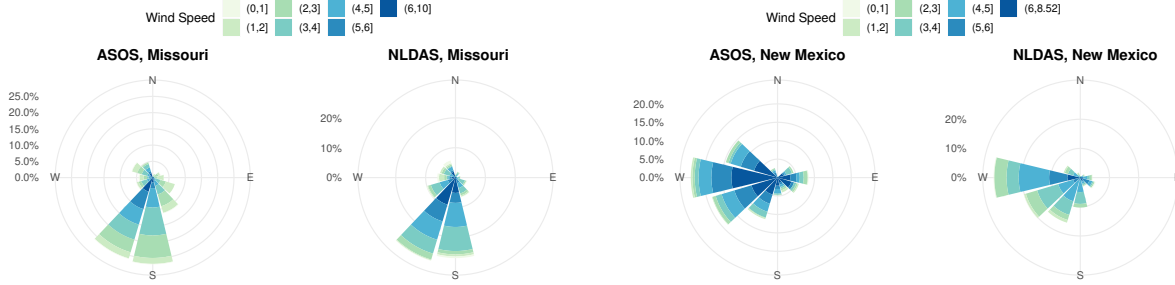 Wind Speed (0,1] (2,3] (4,5] (6,10]
(1,2] (3,4] (5,6]
ASOS, Missouri
N
25.0%
20.0%
15.0%
10.0%
5.0%
0.0%
W
E
S
NLDAS, Missouri
N
20%
10%
0%
W
E
S
Wind Speed (0,1] (2,3] (4,5] (6,8.52]
(1,2] (3,4] (5,6]
ASOS, New Mexico
N
20.0%
15.0%
10.0%
5.0%
0.0%
W
E
S
NLDAS, New Mexico
N
20%
10%
0%
W
S